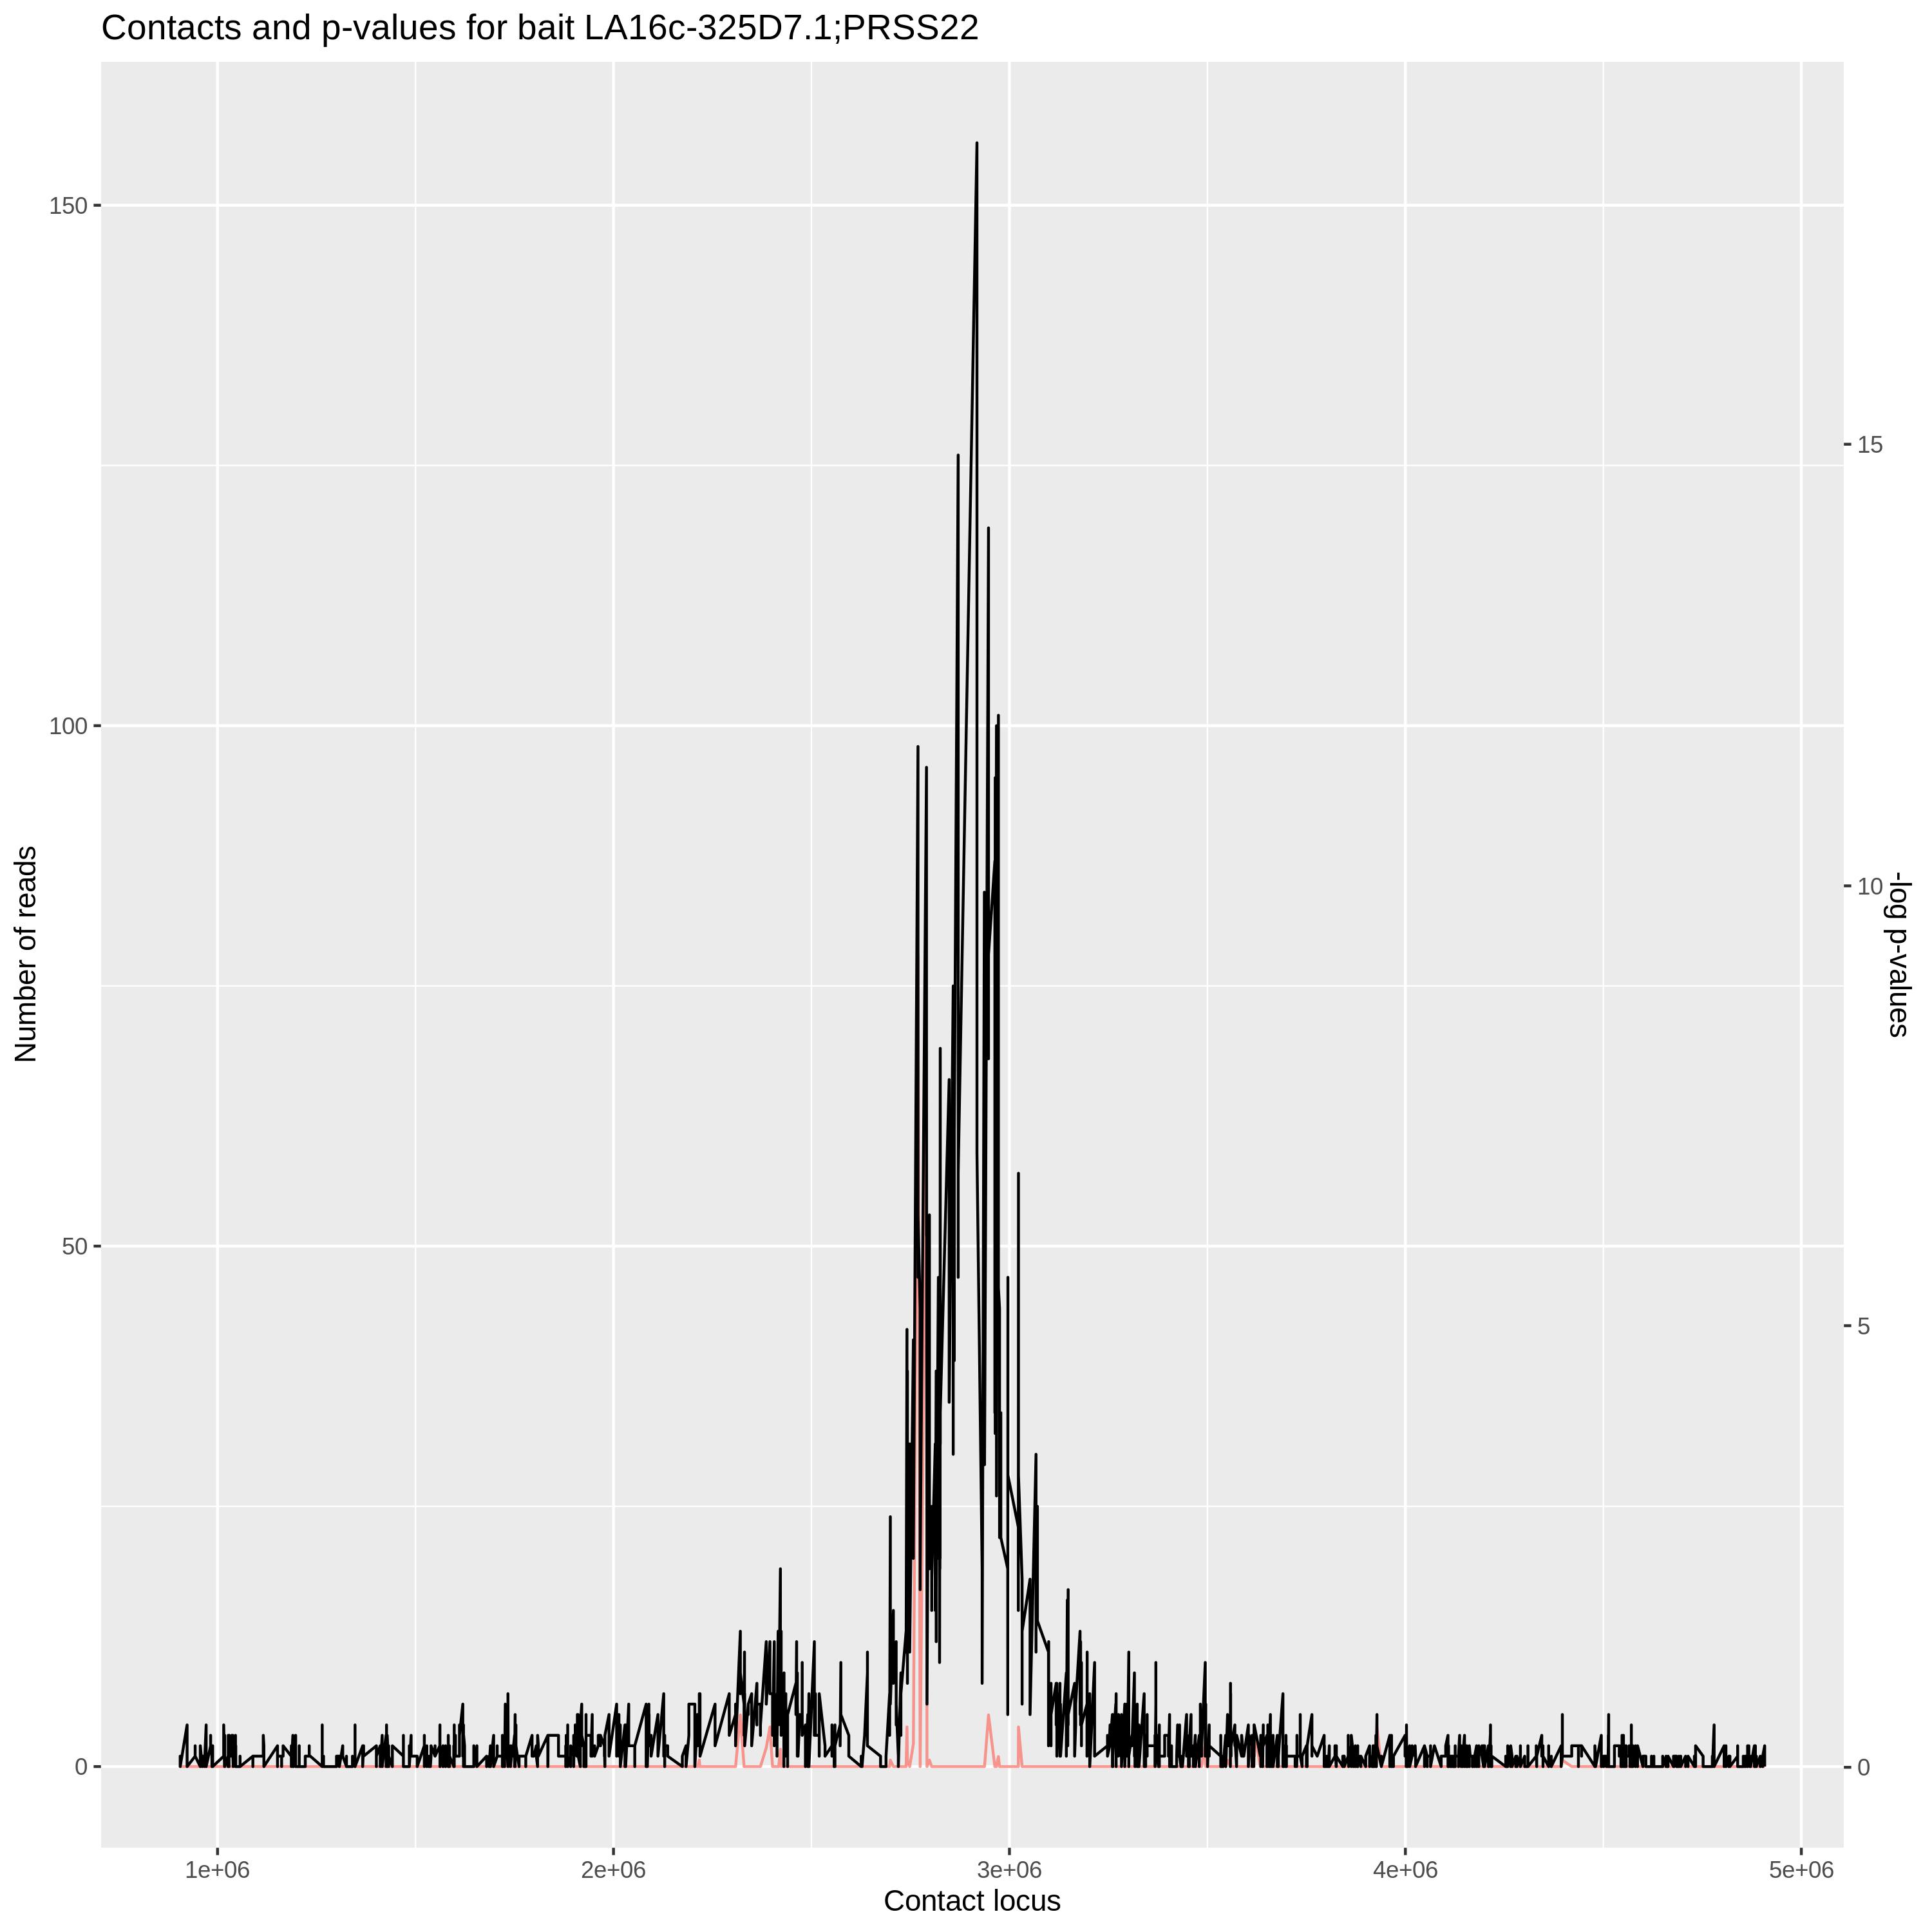 Contacts and p-values for bait LA16c-325D7.1;PRSS22
150
100
50
0
Number of reads
15
10
5
0
-log p-values
1e+06 2e+06 3e+06 4e+06 5e+06
Contact locus